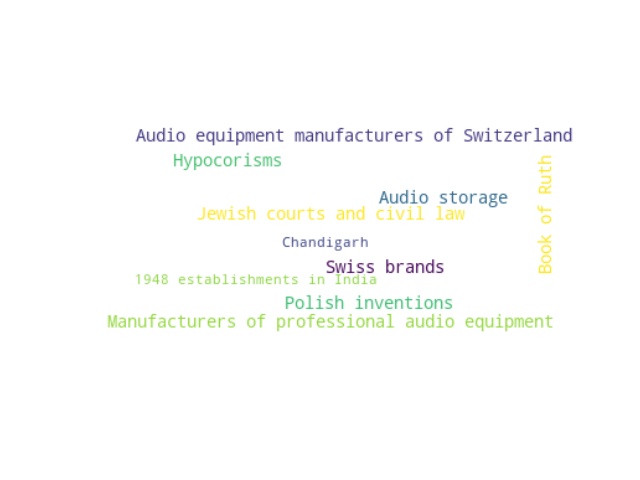 Audio equipment manufacturers of Switzerland
Hypocorisms
Book of Ruth
Audio storage
Jewish courts and civil law
Chandigarh
Swiss brands
1948 establishments in India
Polish inventions
Manufacturers of professional audio equipment